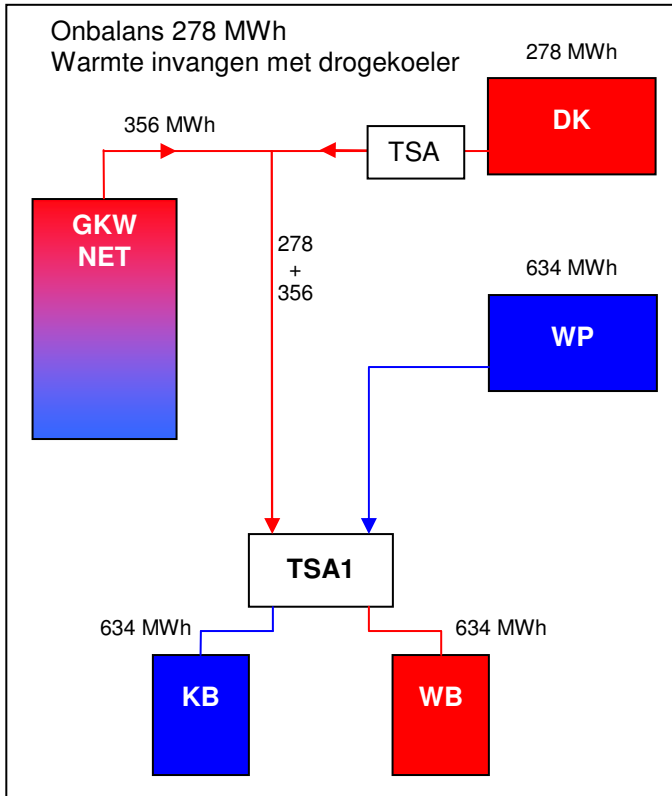 Onbalans 278 MWh
Warmte invangen met drogekoeler
278 MWh
DK
356 MWh
TSA
GKW
NET
278
+
356
634 MWh
WP
TSA1
634 MWh
634 MWh
KB
WB